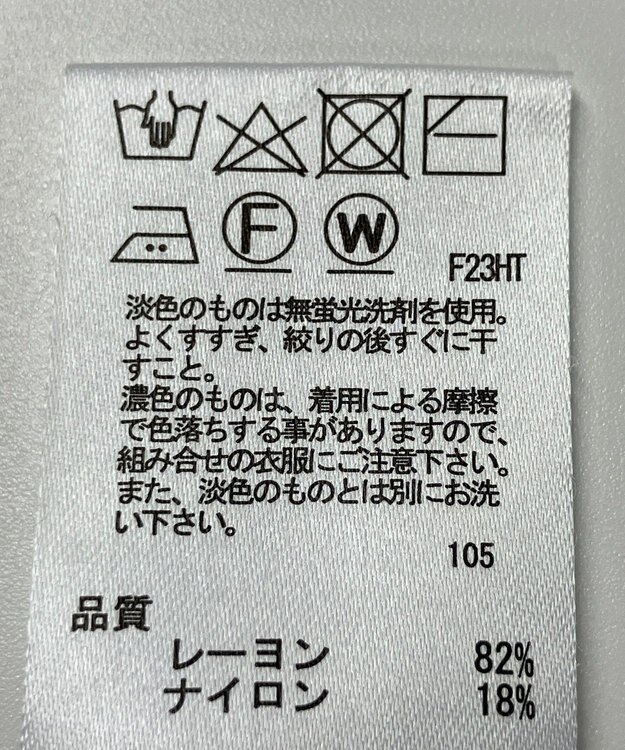 F W
F23HT
淡色のものは無蛍光洗剤を使用。
よくすすぎ、絞りの後すぐに干
すこと。
濃色のものは、着用による摩擦
で色落ちする事がありますので、
組み合せの衣服にご注意下さい。
また、淡色のものとは別にお洗
い下さい。
105
品質
レーヨン 82%
ナイロン 18%